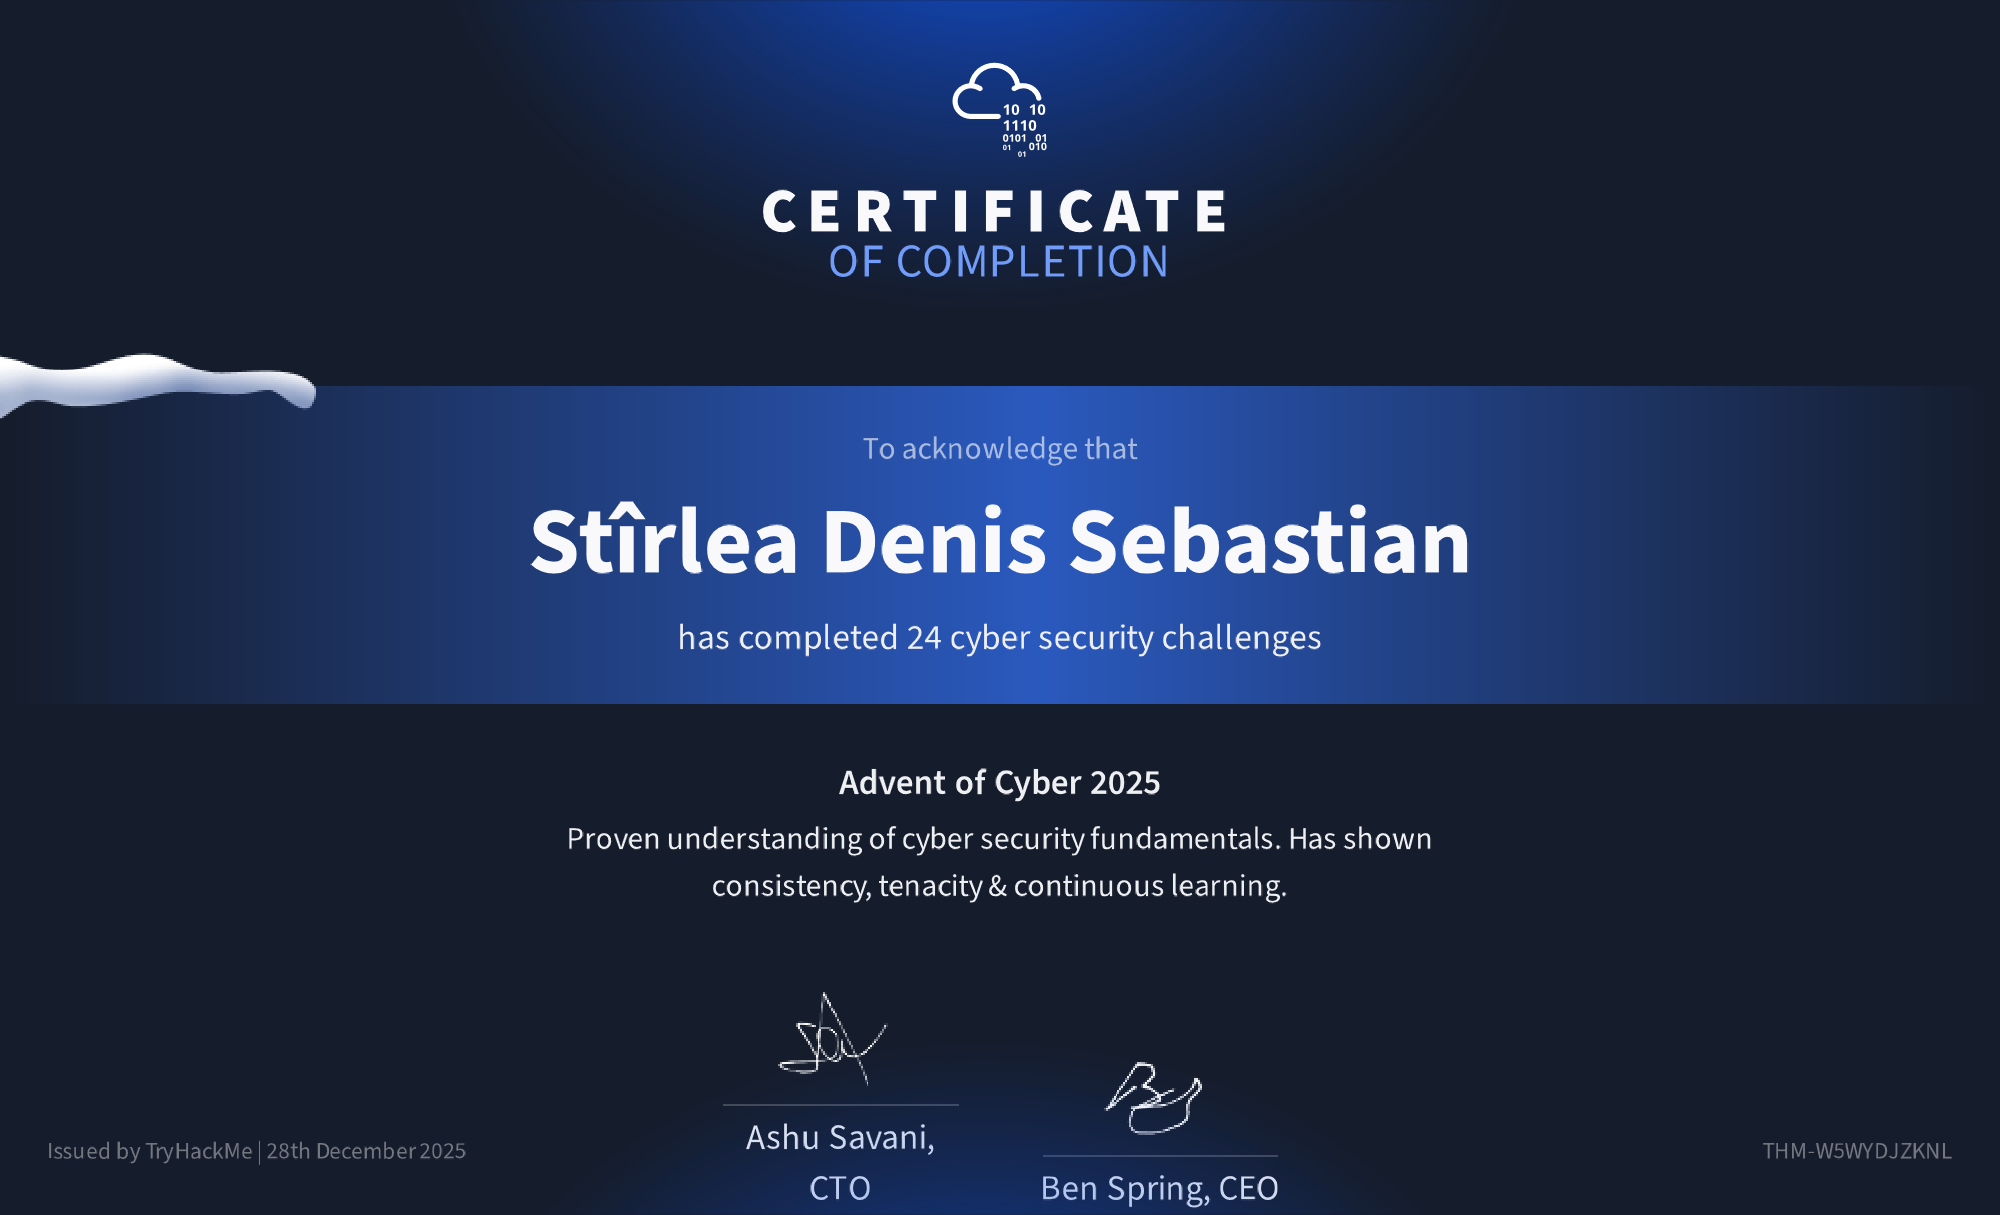 10 10
1110
0101 01
01 010
01
CERTIFICATE
OF COMPLETION
To acknowledge that
Stîrlea Denis Sebastian
has completed 24 cyber security challenges
Advent of Cyber 2025
Proven understanding of cyber security fundamentals. Has shown
consistency, tenacity & continuous learning.
Ashu Savani,
CTO
Ben Spring, CEO
Issued by TryHackMe | 28th December 2025
THM-W5WYDJZKNL